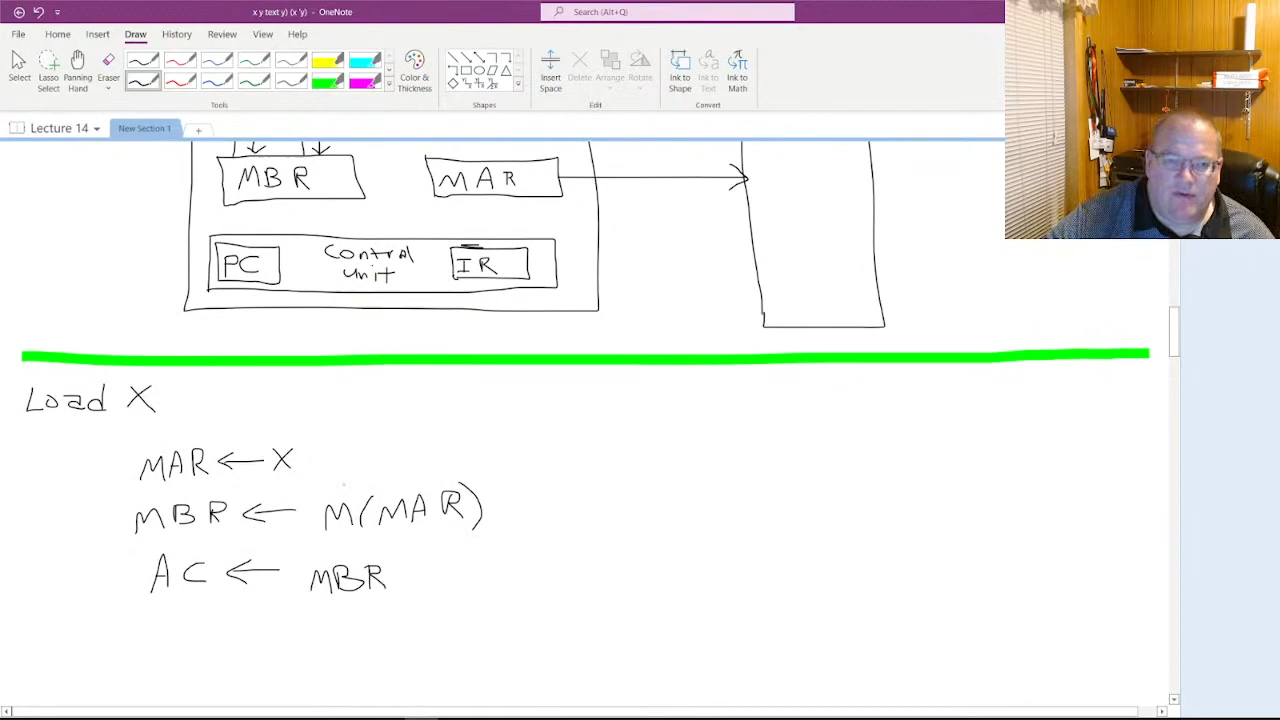 x y text y) (x 'y) - OneNote
Search (Alt+Q)
File Home Insert Draw History Review View Help
Select
Lasso Select
Panning Hand
Eraser
Color & Thickness
Insert Space
Delete
Arrange
Rotate
Ink to Shape
Ink to Text
Ink to Math
Tools
Shapes
Edit
Convert
Lecture 14
New Section 1
MBR
MAR
PC
Control unit
IR
Load X
MAR ← X
MBR ← M(MAR)
AC ← MBR